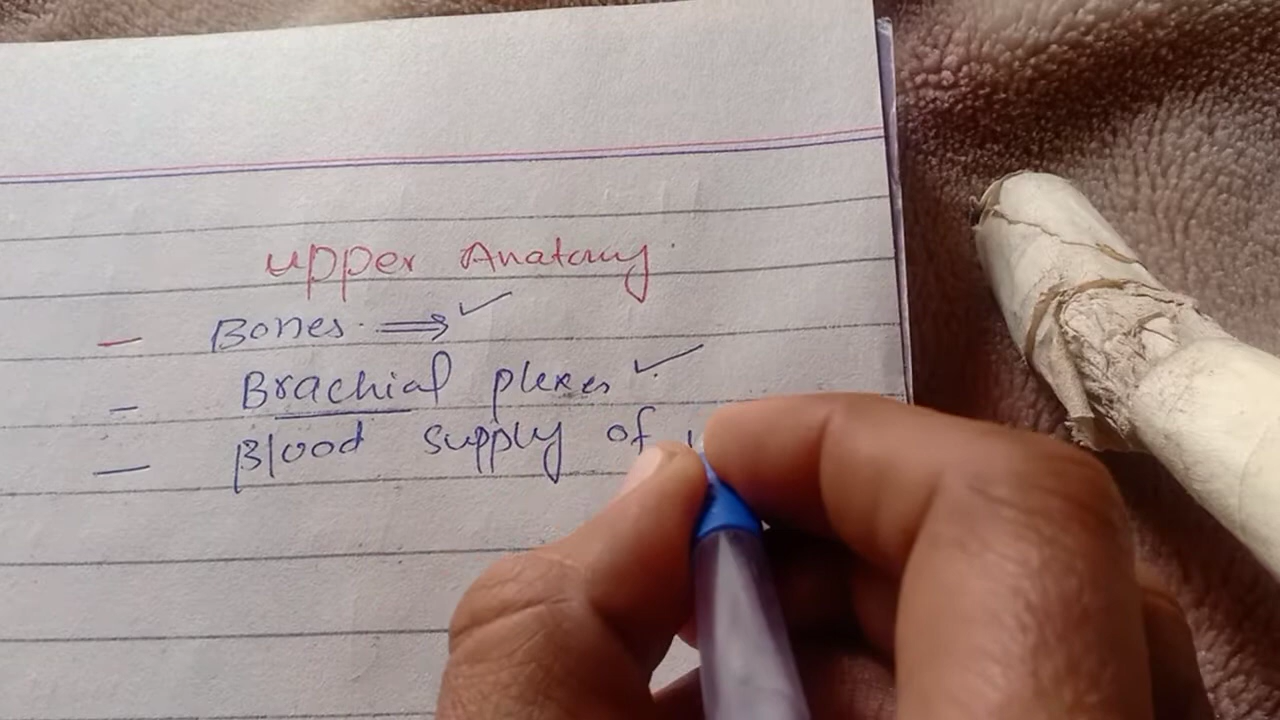 upper Anatomy
- Bones ⇒ ✓
- Brachial plexes ✓
- Blood supply of